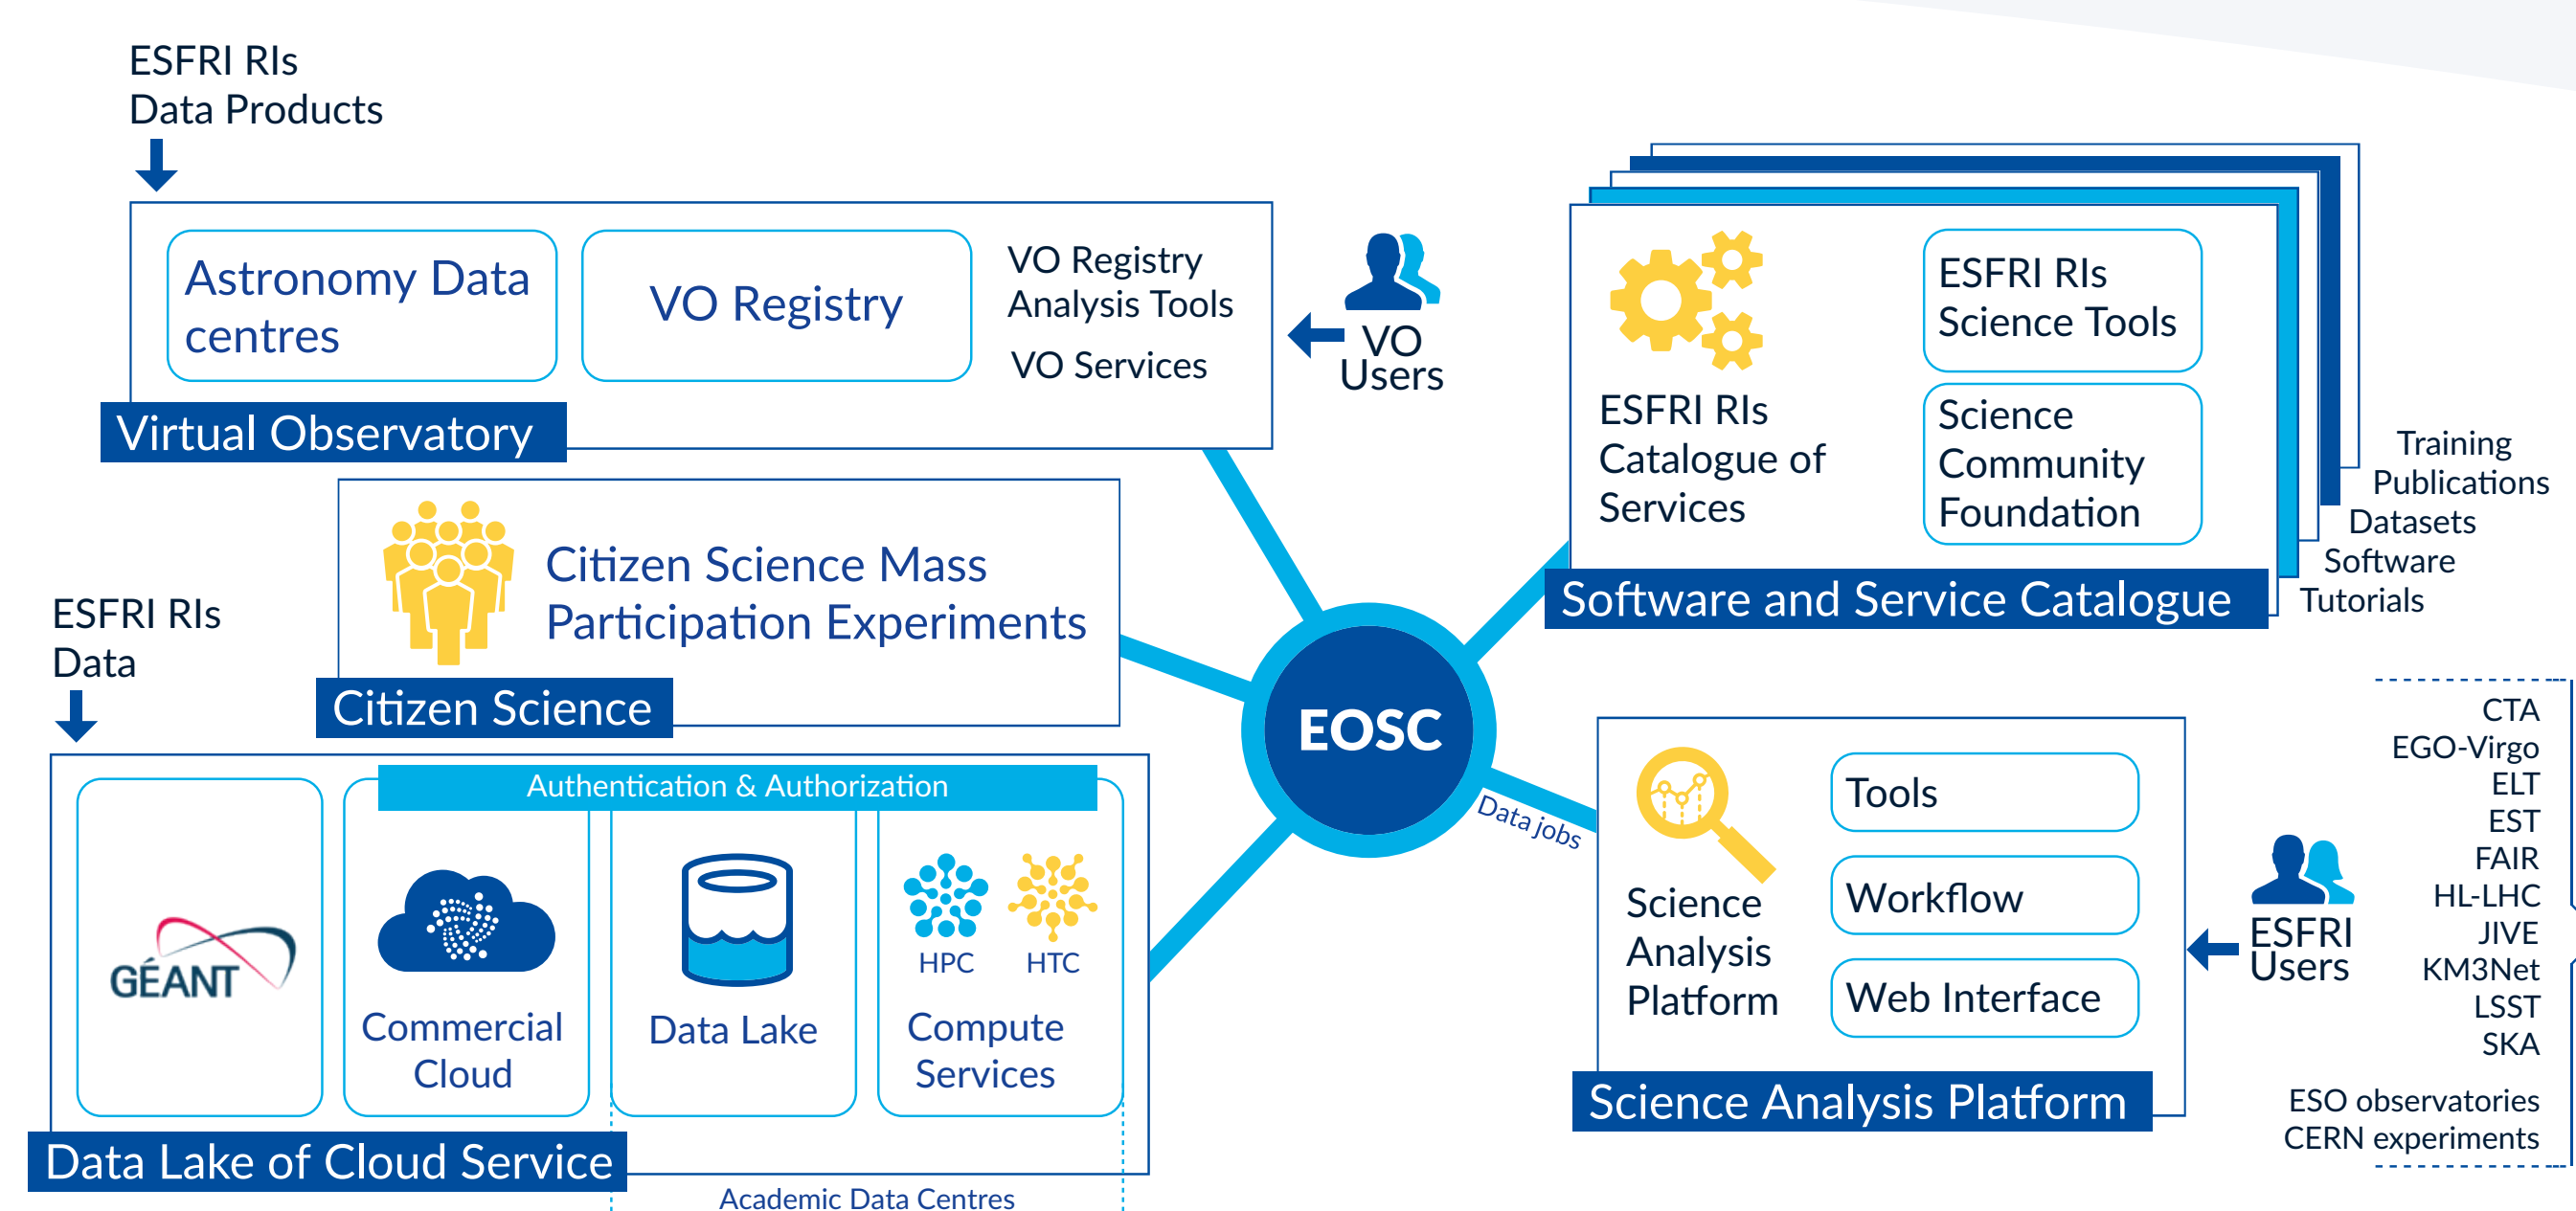 ESFRI RIs
Data Products
Astronomy Data
centres
VO Registry
VO Registry
Analysis Tools
VO Services
Virtual Observatory
VO
Users
Citizen Science Mass
Participation Experiments
Citizen Science
ESFRI RIs
Data
Authentication & Authorization
GÉANT
Commercial
Cloud
Data Lake
HPC
HTC
Compute
Services
Data Lake of Cloud Service
Academic Data Centres
EOSC
Data jobs
ESFRI RIs
Catalogue of
Services
ESFRI RIs
Science Tools
Science
Community
Foundation
Software and Service Catalogue
Training
Publications
Datasets
Software
Tutorials
Science
Analysis
Platform
Tools
Workflow
Web Interface
Science Analysis Platform
ESFRI
Users
CTA
EGO-Virgo
ELT
EST
FAIR
HL-LHC
JIVE
KM3Net
LSST
SKA
ESO observatories
CERN experiments